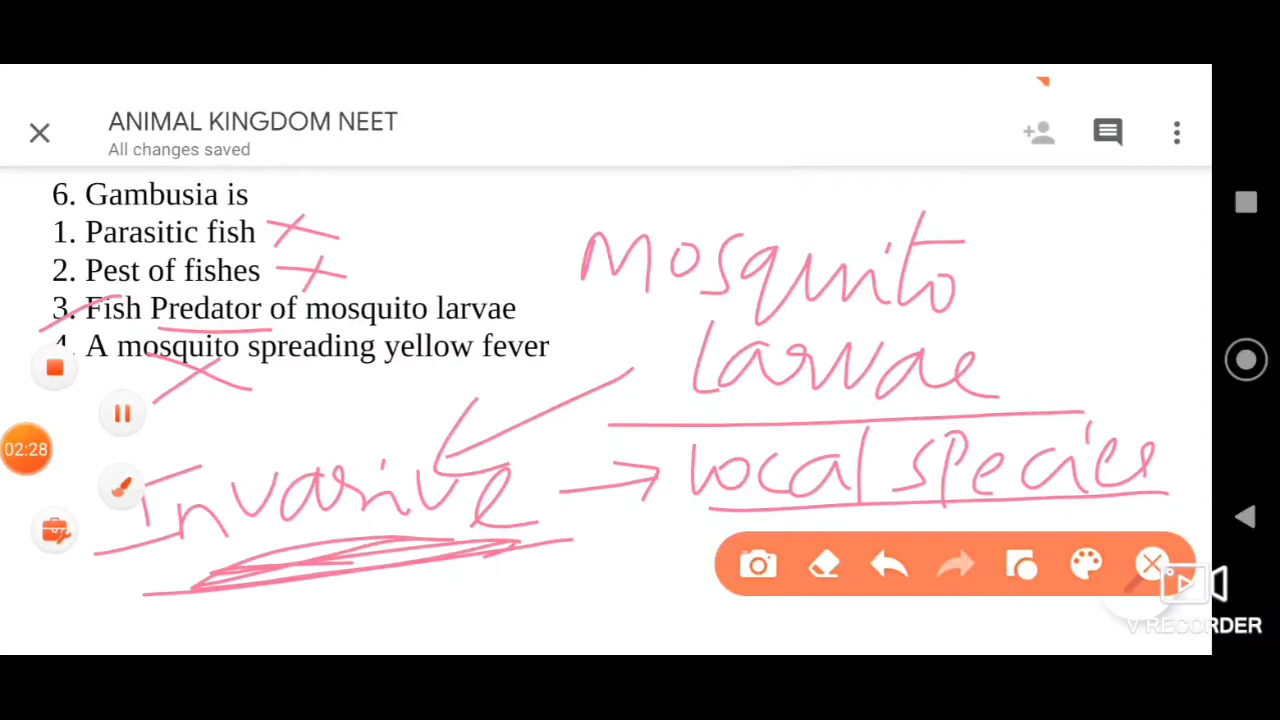 ANIMAL KINGDOM NEET
All changes saved
6. Gambusia is
1. Parasitic fish
2. Pest of fishes
3. Fish Predator of mosquito larvae
4. A mosquito spreading yellow fever
Mosquito
larvae
Invasive → local species
02:28
V RECORDER